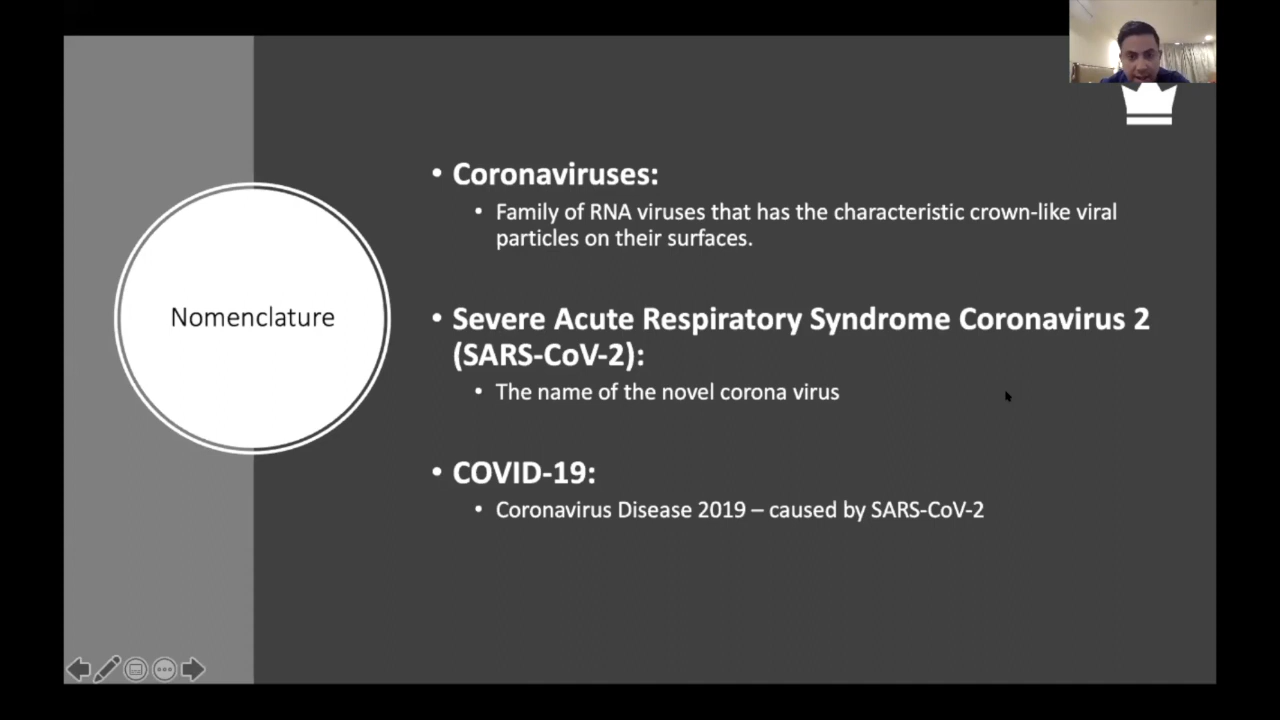 Nomenclature
• Coronaviruses:
• Family of RNA viruses that has the characteristic crown-like viral
particles on their surfaces.
• Severe Acute Respiratory Syndrome Coronavirus 2
(SARS-CoV-2):
• The name of the novel corona virus
• COVID-19:
• Coronavirus Disease 2019 – caused by SARS-CoV-2